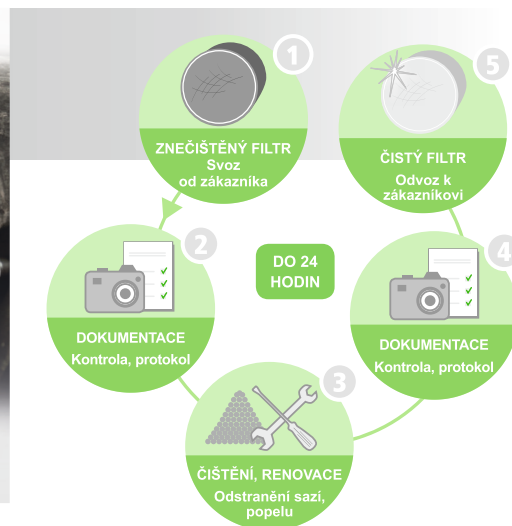 1
ZNEČIŠTĚNÝ FILTR
Svoz
od zákazníka
5
ČISTÝ FILTR
Odvoz k
zákazníkovi
2
DOKUMENTACE
Kontrola, protokol
DO 24
HODIN
4
DOKUMENTACE
Kontrola, protokol
3
ČIŠTĚNÍ, RENOVACE
Odstranění sazí,
popelu